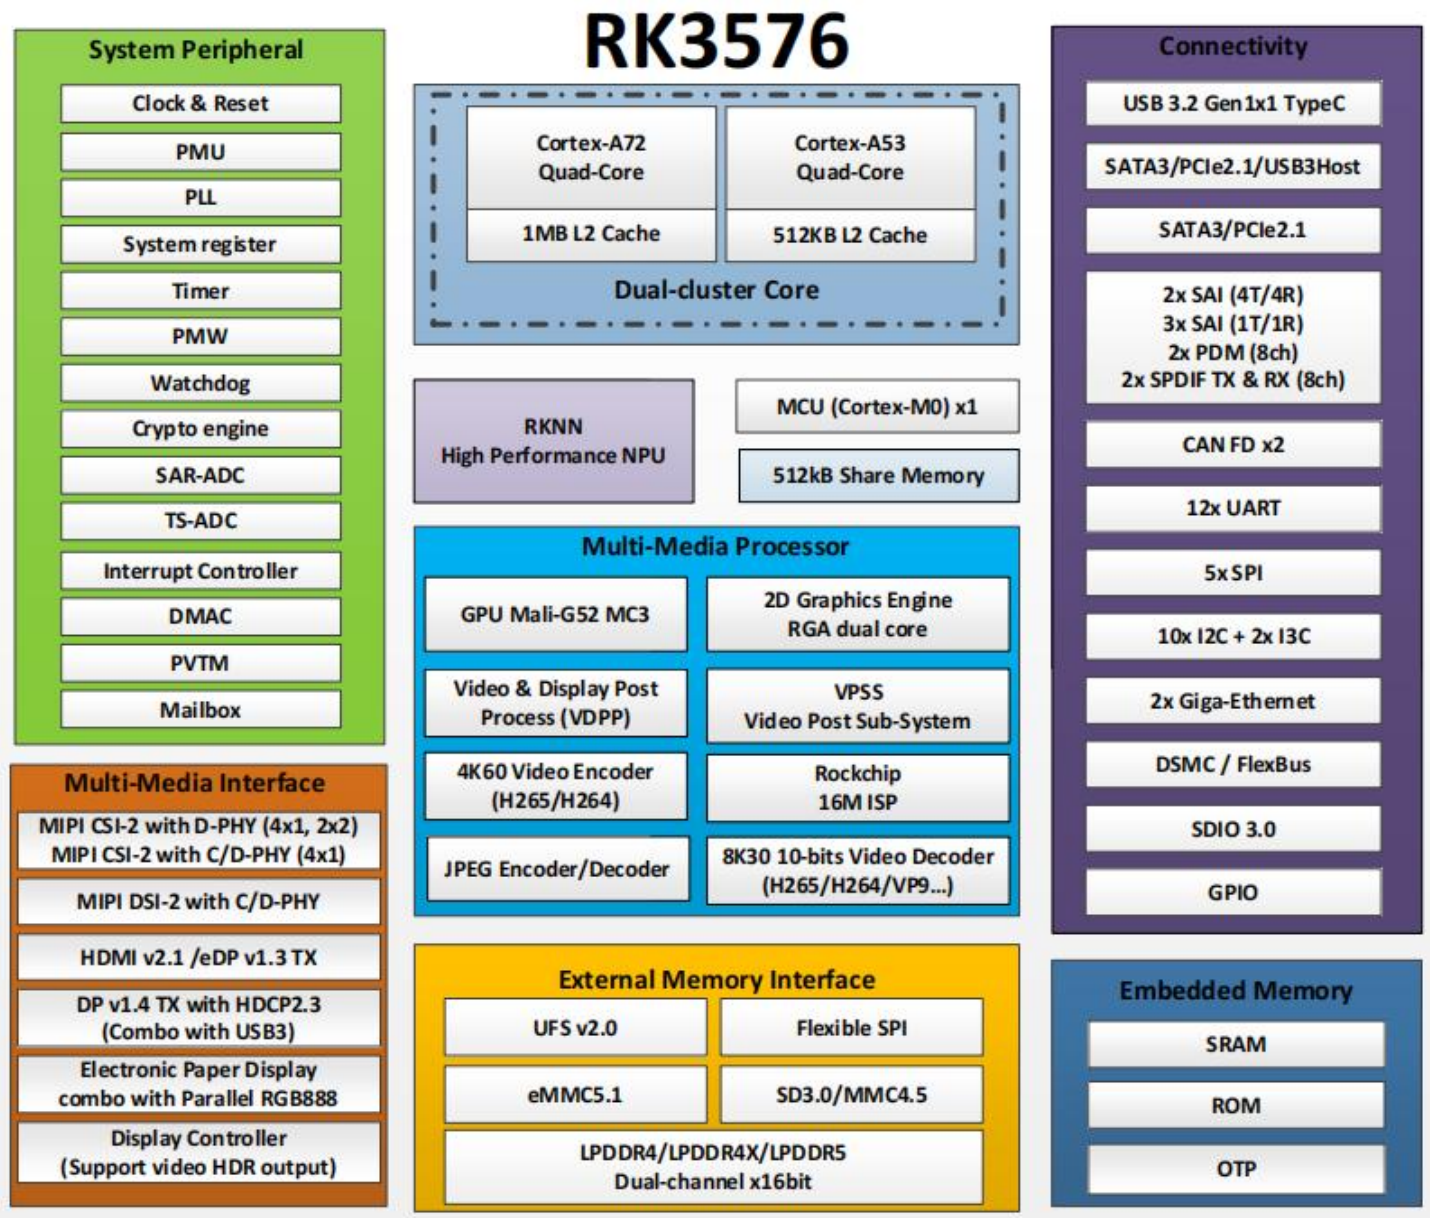 RK3576
System Peripheral
Clock & Reset
PMU
PLL
System register
Timer
PMW
Watchdog
Crypto engine
SAR-ADC
TS-ADC
Interrupt Controller
DMAC
PVTM
Mailbox
Multi-Media Interface
MIPI CSI-2 with D-PHY (4x1, 2x2)
MIPI CSI-2 with C/D-PHY (4x1)
MIPI DSI-2 with C/D-PHY
HDMI v2.1 /eDP v1.3 TX
DP v1.4 TX with HDCP2.3
(Combo with USB3)
Electronic Paper Display
combo with Parallel RGB888
Display Controller
(Support video HDR output)
Cortex-A72
Quad-Core
1MB L2 Cache
Cortex-A53
Quad-Core
512KB L2 Cache
Dual-cluster Core
RKNN
High Performance NPU
MCU (Cortex-M0) x1
512kB Share Memory
Multi-Media Processor
GPU Mali-G52 MC3
2D Graphics Engine
RGA dual core
Video & Display Post
Process (VDPP)
VPSS
Video Post Sub-System
4K60 Video Encoder
(H265/H264)
Rockchip
16M ISP
JPEG Encoder/Decoder
8K30 10-bits Video Decoder
(H265/H264/VP9...)
External Memory Interface
UFS v2.0
Flexible SPI
eMMC5.1
SD3.0/MMC4.5
LPDDR4/LPDDR4X/LPDDR5
Dual-channel x16bit
Connectivity
USB 3.2 Gen1x1 TypeC
SATA3/PCIe2.1/USB3Host
SATA3/PCIe2.1
2x SAI (4T/4R)
3x SAI (1T/1R)
2x PDM (8ch)
2x SPDIF TX & RX (8ch)
CAN FD x2
12x UART
5x SPI
10x I2C + 2x I3C
2x Giga-Ethernet
DSMC / FlexBus
SDIO 3.0
GPIO
Embedded Memory
SRAM
ROM
OTP